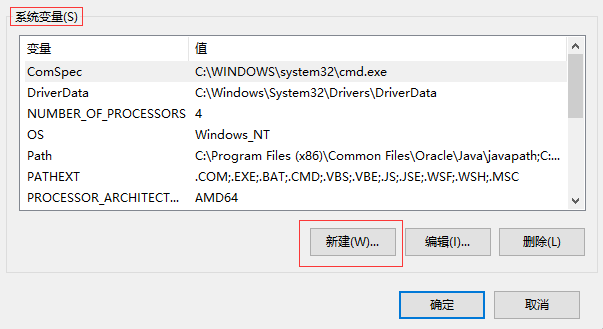 系统变量(S)
变量 值
ComSpec C:\WINDOWS\system32\cmd.exe
DriverData C:\Windows\System32\Drivers\DriverData
NUMBER_OF_PROCESSORS 4
OS Windows_NT
Path C:\Program Files (x86)\Common Files\Oracle\Java\javapath;C:...
PATHEXT .COM;.EXE;.BAT;.CMD;.VBS;.VBE;.JS;.JSE;.WSF;.WSH;.MSC
PROCESSOR_ARCHITECT... AMD64
新建(W)... 编辑(I)... 删除(L)
确定 取消